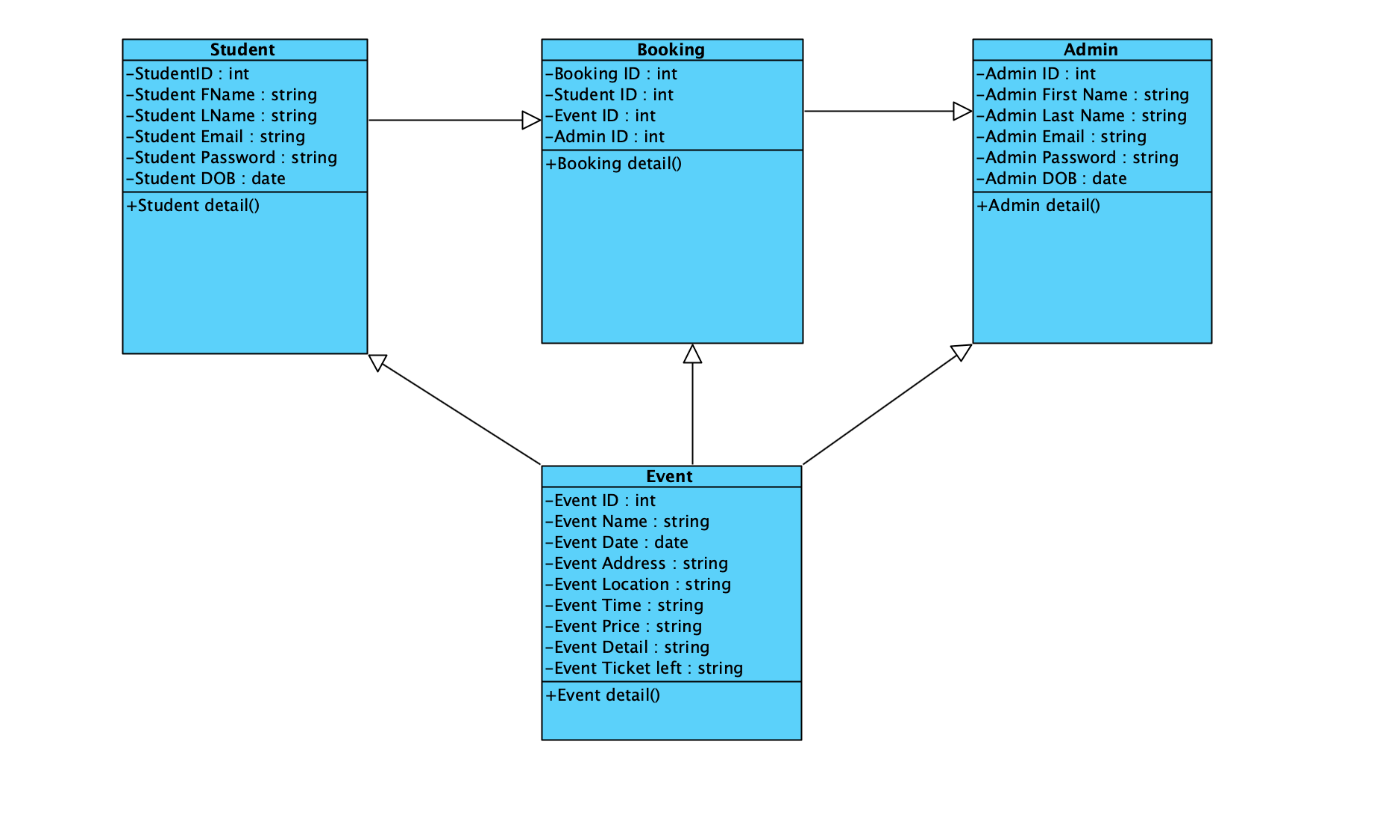 Student
-StudentID : int
-Student FName : string
-Student LName : string
-Student Email : string
-Student Password : string
-Student DOB : date
+Student detail()
Booking
-Booking ID : int
-Student ID : int
-Event ID : int
-Admin ID : int
+Booking detail()
Admin
-Admin ID : int
-Admin First Name : string
-Admin Last Name : string
-Admin Email : string
-Admin Password : string
-Admin DOB : date
+Admin detail()
Event
-Event ID : int
-Event Name : string
-Event Date : date
-Event Address : string
-Event Location : string
-Event Time : string
-Event Price : string
-Event Detail : string
-Event Ticket left : string
+Event detail()